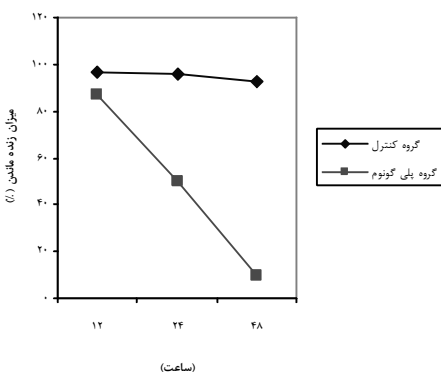 ۱۲۰
۱۰۰
۸۰
۶۰
۴۰
۲۰
۰
میزان زنده ماندن (٪)
۱۲
۲۴
۴۸
(ساعت)
گروه کنترل
گروه پلی گونوم